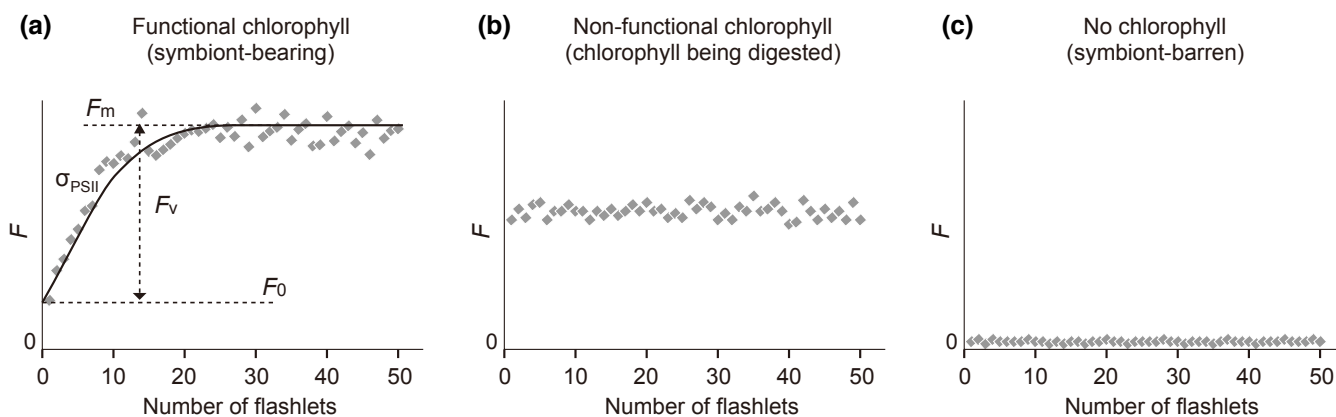 (a) Functional chlorophyll
(symbiont-bearing)
Fm
σPSII
Fv
F
F0
0
0 10 20 30 40 50
Number of flashlets
(b) Non-functional chlorophyll
(chlorophyll being digested)
F
0
0 10 20 30 40 50
Number of flashlets
(c) No chlorophyll
(symbiont-barren)
F
0
0 10 20 30 40 50
Number of flashlets